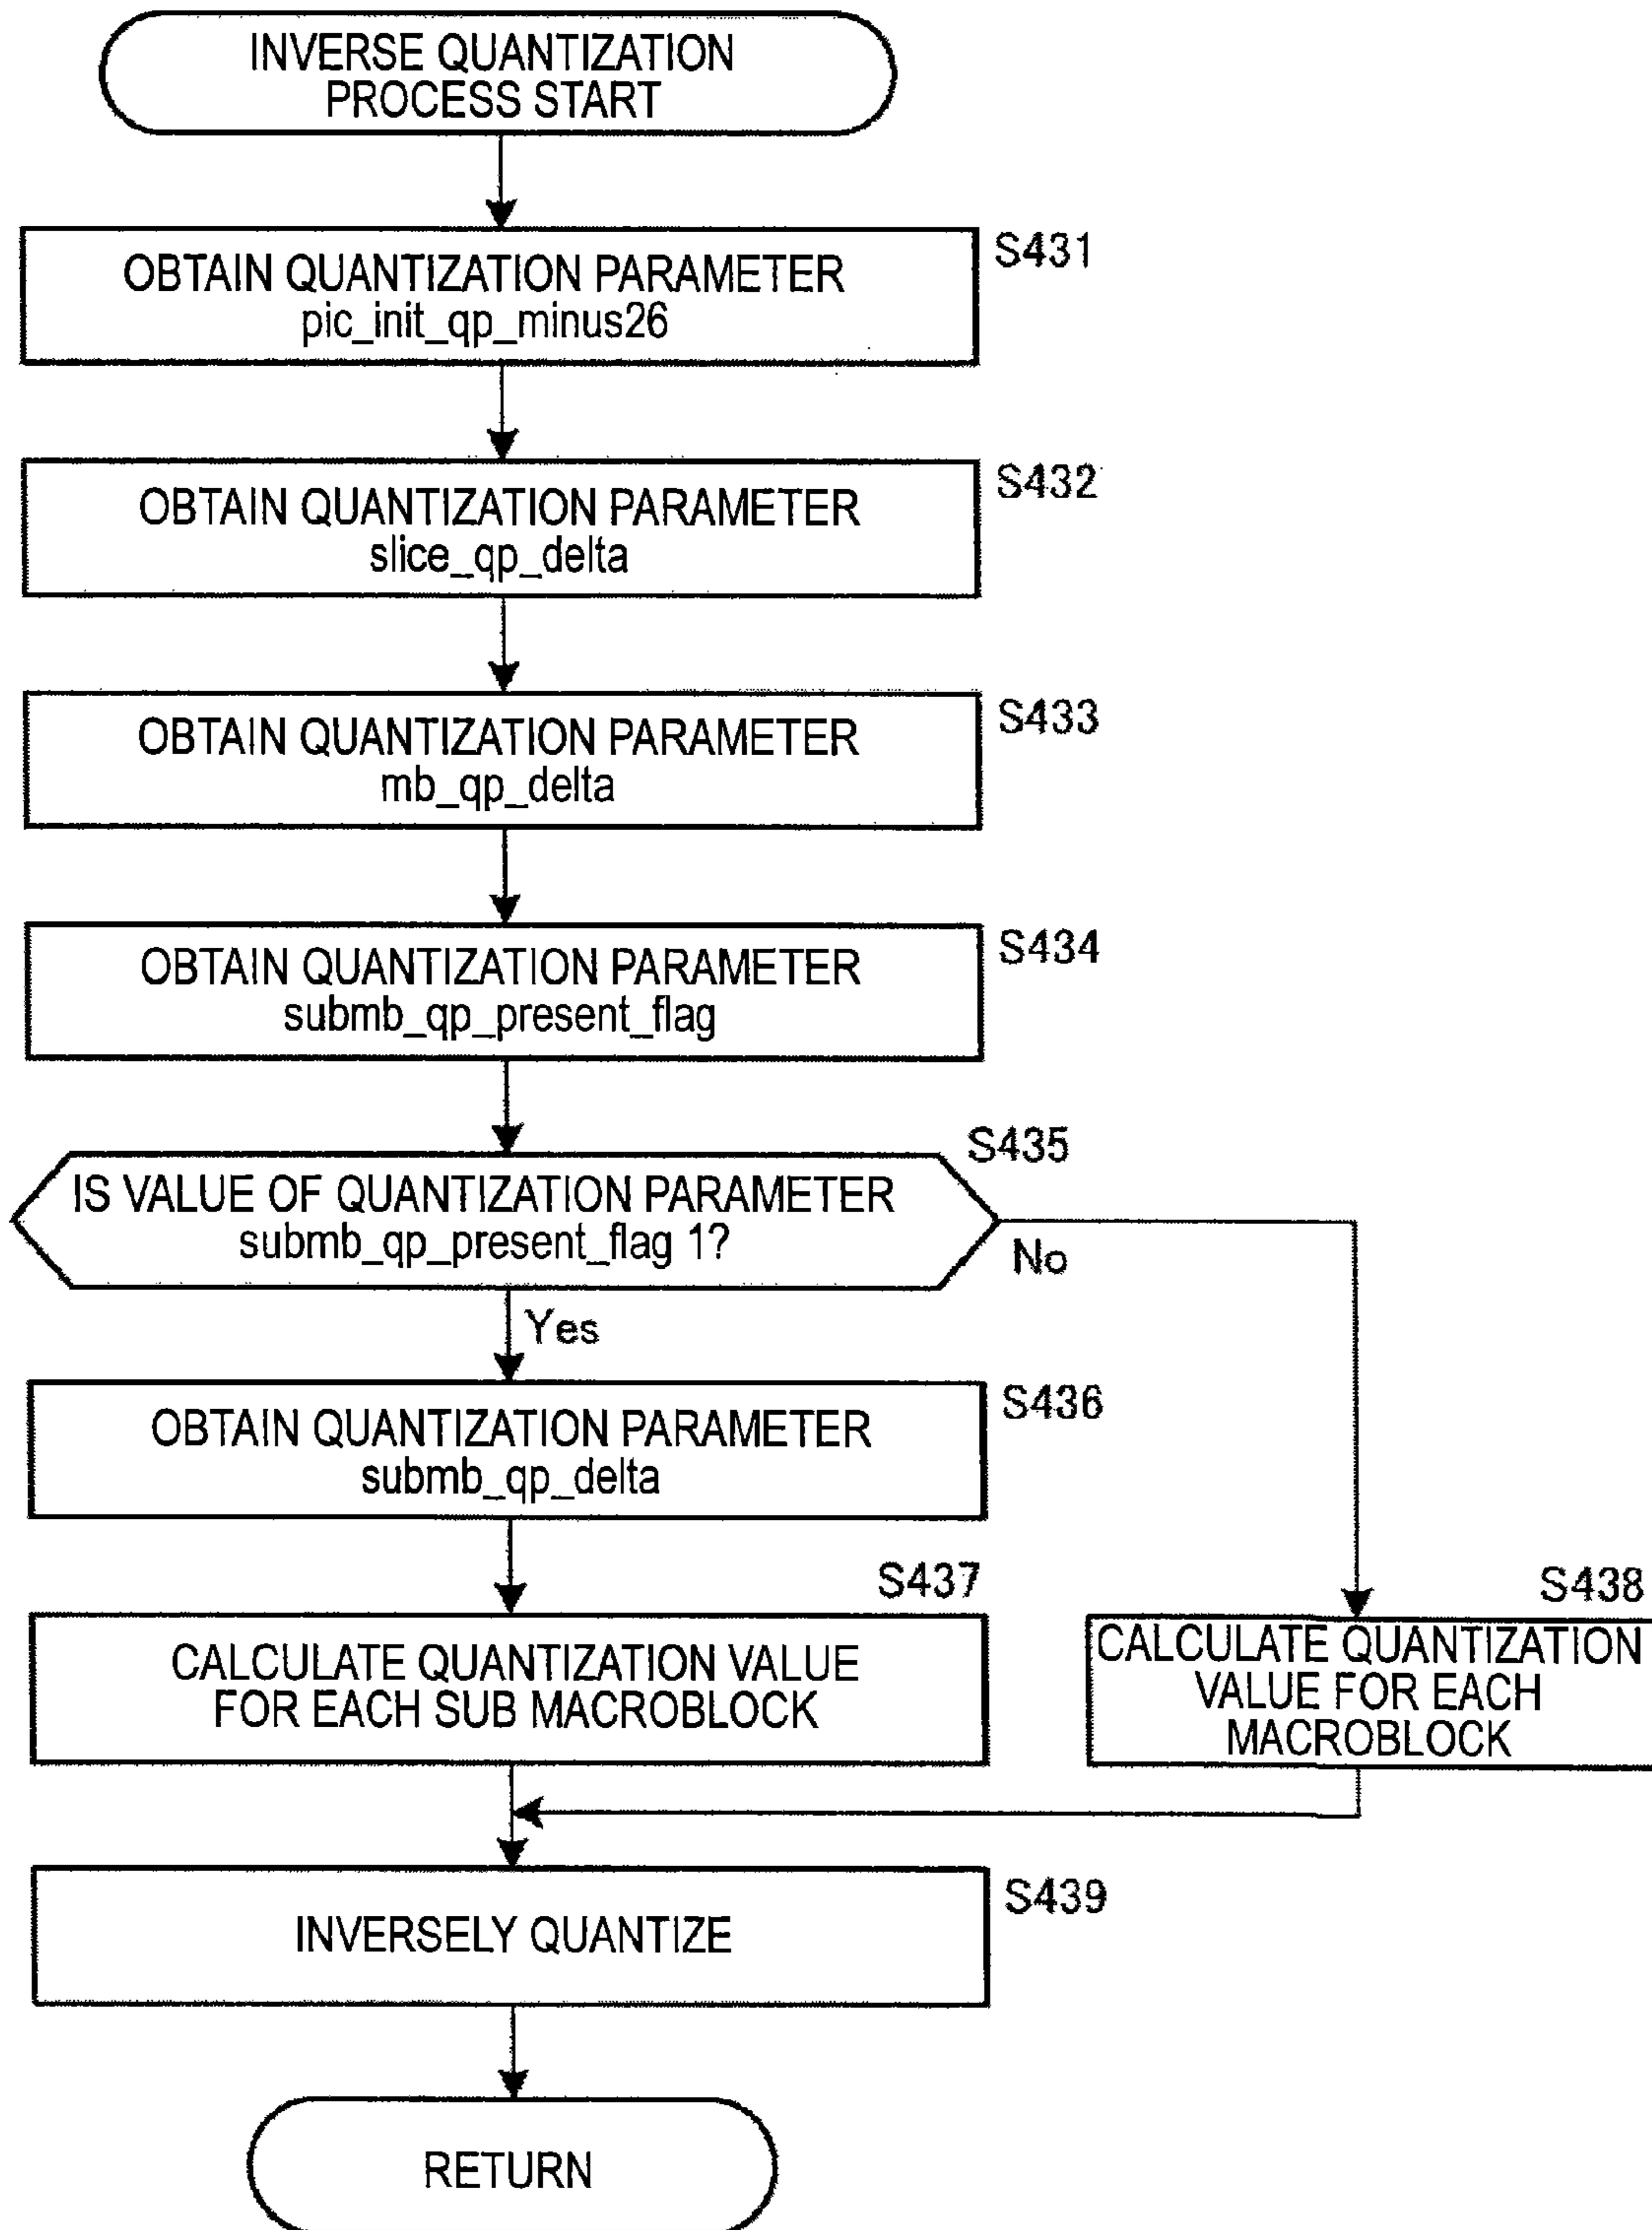 INVERSE QUANTIZATION
PROCESS START
S431
OBTAIN QUANTIZATION PARAMETER
pic_init_qp_minus26
S432
OBTAIN QUANTIZATION PARAMETER
slice_qp_delta
S433
OBTAIN QUANTIZATION PARAMETER
mb_qp_delta
S434
OBTAIN QUANTIZATION PARAMETER
submb_qp_present_flag
S435
IS VALUE OF QUANTIZATION PARAMETER
submb_qp_present_flag 1?
No
Yes
S436
OBTAIN QUANTIZATION PARAMETER
submb_qp_delta
S437
CALCULATE QUANTIZATION VALUE
FOR EACH SUB MACROBLOCK
S438
CALCULATE QUANTIZATION
VALUE FOR EACH
MACROBLOCK
S439
INVERSELY QUANTIZE
RETURN